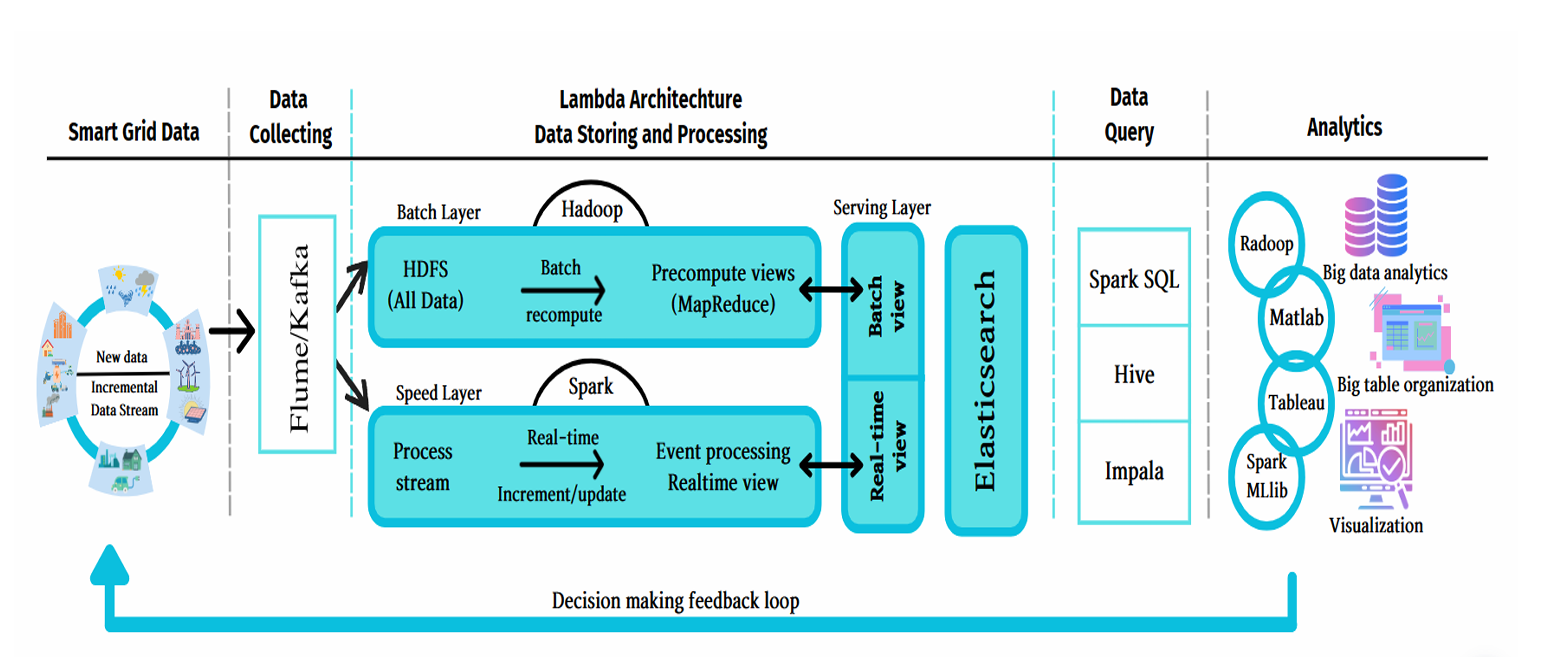 Smart Grid Data
Data
Collecting
Lambda Architechture
Data Storing and Processing
Data
Query
Analytics
New data
Incremental
Data Stream
Flume/Kafka
Batch Layer
Hadoop
HDFS
(All Data)
Batch
recompute
Precompute views
(MapReduce)
Speed Layer
Spark
Process
stream
Real-time
Increment/update
Event processing
Realtime view
Serving Layer
Batch
view
Real-time
view
Elasticsearch
Spark SQL
Hive
Impala
Radoop
Matlab
Tableau
Spark
MLlib
Big data analytics
Big table organization
Visualization
Decision making feedback loop